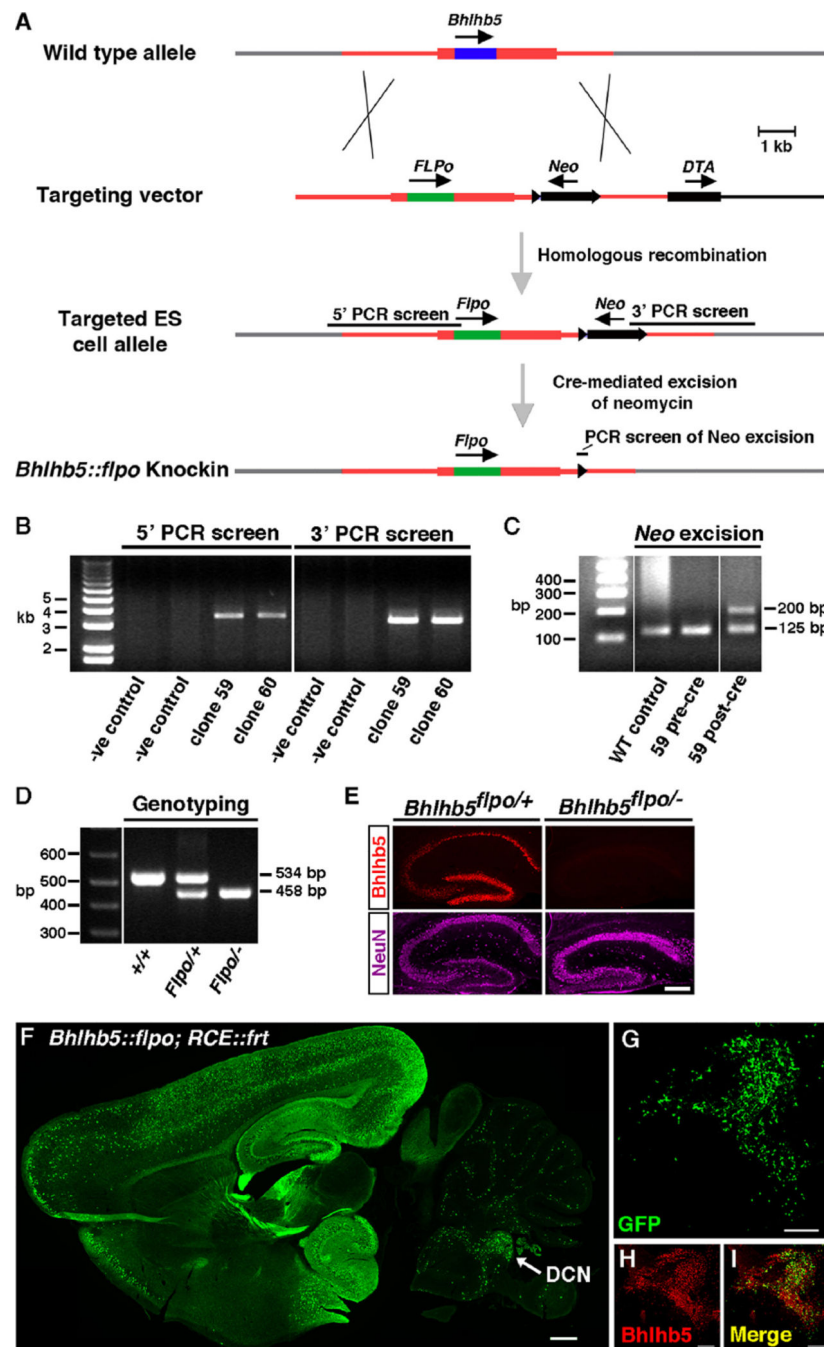 A
Bhlhb5
Wild type allele
1 kb
FLPo
Neo
DTA
Targeting vector
Homologous recombination
5’ PCR screen
Flpo
Neo
3’ PCR screen
Targeted ES
cell allele
Cre-mediated excision
of neomycin
Flpo
PCR screen of Neo excision
Bhlhb5::flpo Knockin
B
5’ PCR screen
3’ PCR screen
kb
5
4
3
2
-ve control
-ve control
clone 59
clone 60
-ve control
-ve control
clone 59
clone 60
C
Neo excision
bp
400
300
200
100
200 bp
125 bp
WT control
59 pre-cre
59 post-cre
D
Genotyping
bp
600
500
400
300
534 bp
458 bp
+/+
Flpo/+
Flpo/-
E
Bhlhb5flpo/+
Bhlhb5flpo/-
Bhlhb5
NeuN
F Bhlhb5::flpo; RCE::frt
DCN
G
GFP
H
Bhlhb5
I
Merge